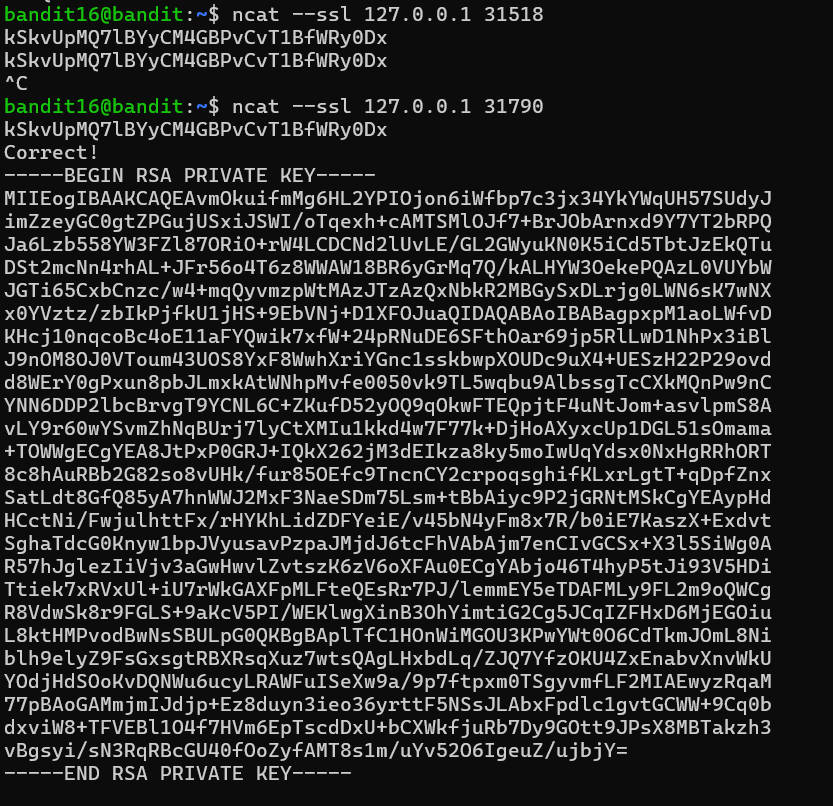 bandit16@bandit:~$ ncat --ssl 127.0.0.1 31518
kSkvUpMQ7lBYyCM4GBPvCvT1BfWRy0Dx
kSkvUpMQ7lBYyCM4GBPvCvT1BfWRy0Dx
^C
bandit16@bandit:~$ ncat --ssl 127.0.0.1 31790
kSkvUpMQ7lBYyCM4GBPvCvT1BfWRy0Dx
Correct!
-----BEGIN RSA PRIVATE KEY-----
MIIEogIBAAKCAQEAvmOkuifmMg6HL2YPIOjon6iWfbp7c3jx34YkYWqUH57SUdyJ
imZzeyGC0gtZPGujUSxiJSWI/oTqexh+cAMTSMlOJf7+BrJObArnxd9Y7YT2bRPQ
Ja6Lzb558YW3FZl87ORiO+rW4LCDCNd2lUvLE/GL2GWyuKN0K5iCd5TbtJzEkQTu
DSt2mcNn4rhAL+JFr56o4T6z8WWAW18BR6yGrMq7Q/kALHYW3OekePQAzL0VUYbW
JGTi65CxbCnzc/w4+mqQyvmzpWtMAzJTzAzQxNbkR2MBGySxDLrjg0LWN6sK7wNX
x0YVztz/zbIkPjfkU1jHS+9EbVNj+D1XFOJuaQIDAQABAoIBABagpxpM1aoLWfvD
KHcj10nqcoBc4oE11aFYQwik7xfW+24pRNuDE6SFthOar69jp5RlLwD1NhPx3iBl
J9nOM8OJ0VToum43UOS8YxF8WwhXriYGnc1sskbwpXOUDc9uX4+UESzH22P29ovd
d8WErY0gPxun8pbJLmxkAtWNhpMvfe0050vk9TL5wqbu9AlbssgTcCXkMQnPw9nC
YNN6DDP2lbcBrvgT9YCNL6C+ZKufD52yOQ9qOkwFTEQpjtF4uNtJom+asvlpmS8A
vLY9r60wYSvmZhNqBUrj7lyCtXMIu1kkd4w7F77k+DjHoAXyxcUp1DGL51sOmama
+TOWWgECgYEA8JtPxP0GRJ+IQkX262jM3dEIkza8ky5moIwUqYdsx0NxHgRRhORT
8c8hAuRBb2G82so8vUHk/fur85OEfc9TncnCY2crpoqsghifKLxrLgtT+qDpfZnx
SatLdt8GfQ85yA7hnWWJ2MxF3NaeSDm75Lsm+tBbAiyc9P2jGRNtMSkCgYEAypHd
HCctNi/FwjulhttFx/rHYKhLidZDFYeiE/v45bN4yFm8x7R/b0iE7KaszX+Exdvt
SghaTdcG0Knyw1bpJVyusavPzpaJMjdJ6tcFhVAbAjm7enCIvGCSx+X3l5SiWg0A
R57hJglezIiVjv3aGwHwvlZvtszK6zV6oXFAu0ECgYAbjo46T4hyP5tJi93V5HDi
Ttiek7xRVxUl+iU7rWkGAXFpMLFteQEsRr7PJ/lemmEY5eTDAFMLy9FL2m9oQWCg
R8VdwSk8r9FGLS+9aKcV5PI/WEKlwgXinB3OhYimtiG2Cg5JCqIZFHxD6MjEGOiu
L8ktHMPvodBwNsSBULpG0QKBgBAplTfC1HOnWiMGOU3KPwYWt0O6CdTkmJOmL8Ni
blh9elyZ9FsGxsgtRBXRsqXuz7wtsQAgLHxbdLq/ZJQ7YfzOKU4ZxEnabvXnvWkU
YOdjHdSOoKvDQNWu6ucyLRAWFuISeXw9a/9p7ftpxm0TSgyvmfLF2MIAEwyzRqaM
77pBAoGAMmjmIJdjp+Ez8duyn3ieo36yrttF5NSsJLAbxFpdlc1gvtGCWW+9Cq0b
dxviW8+TFVEBl1O4f7HVm6EpTscdDxU+bCXWkfjuRb7Dy9GOtt9JPsX8MBTakzh3
vBgsyi/sN3RqRBcGU40fOoZyfAMT8s1m/uYv52O6IgeuZ/ujbjY=
-----END RSA PRIVATE KEY-----